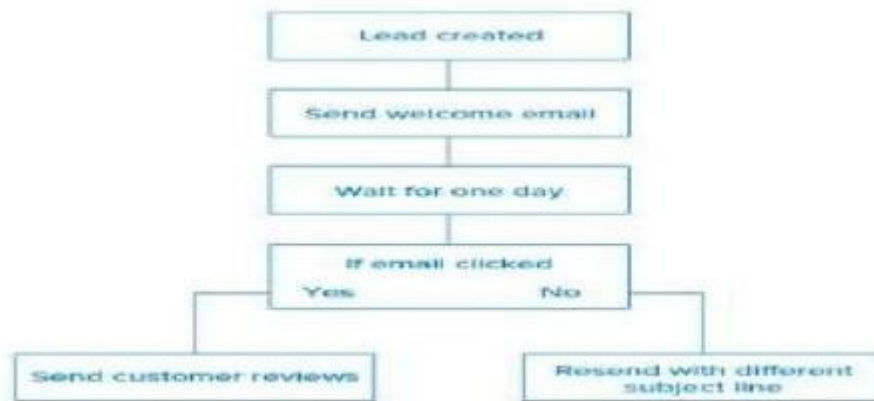 Lead created
Send welcome email
Wait for one day
If email clicked
Yes No
Send customer reviews
Resend with different
subject line